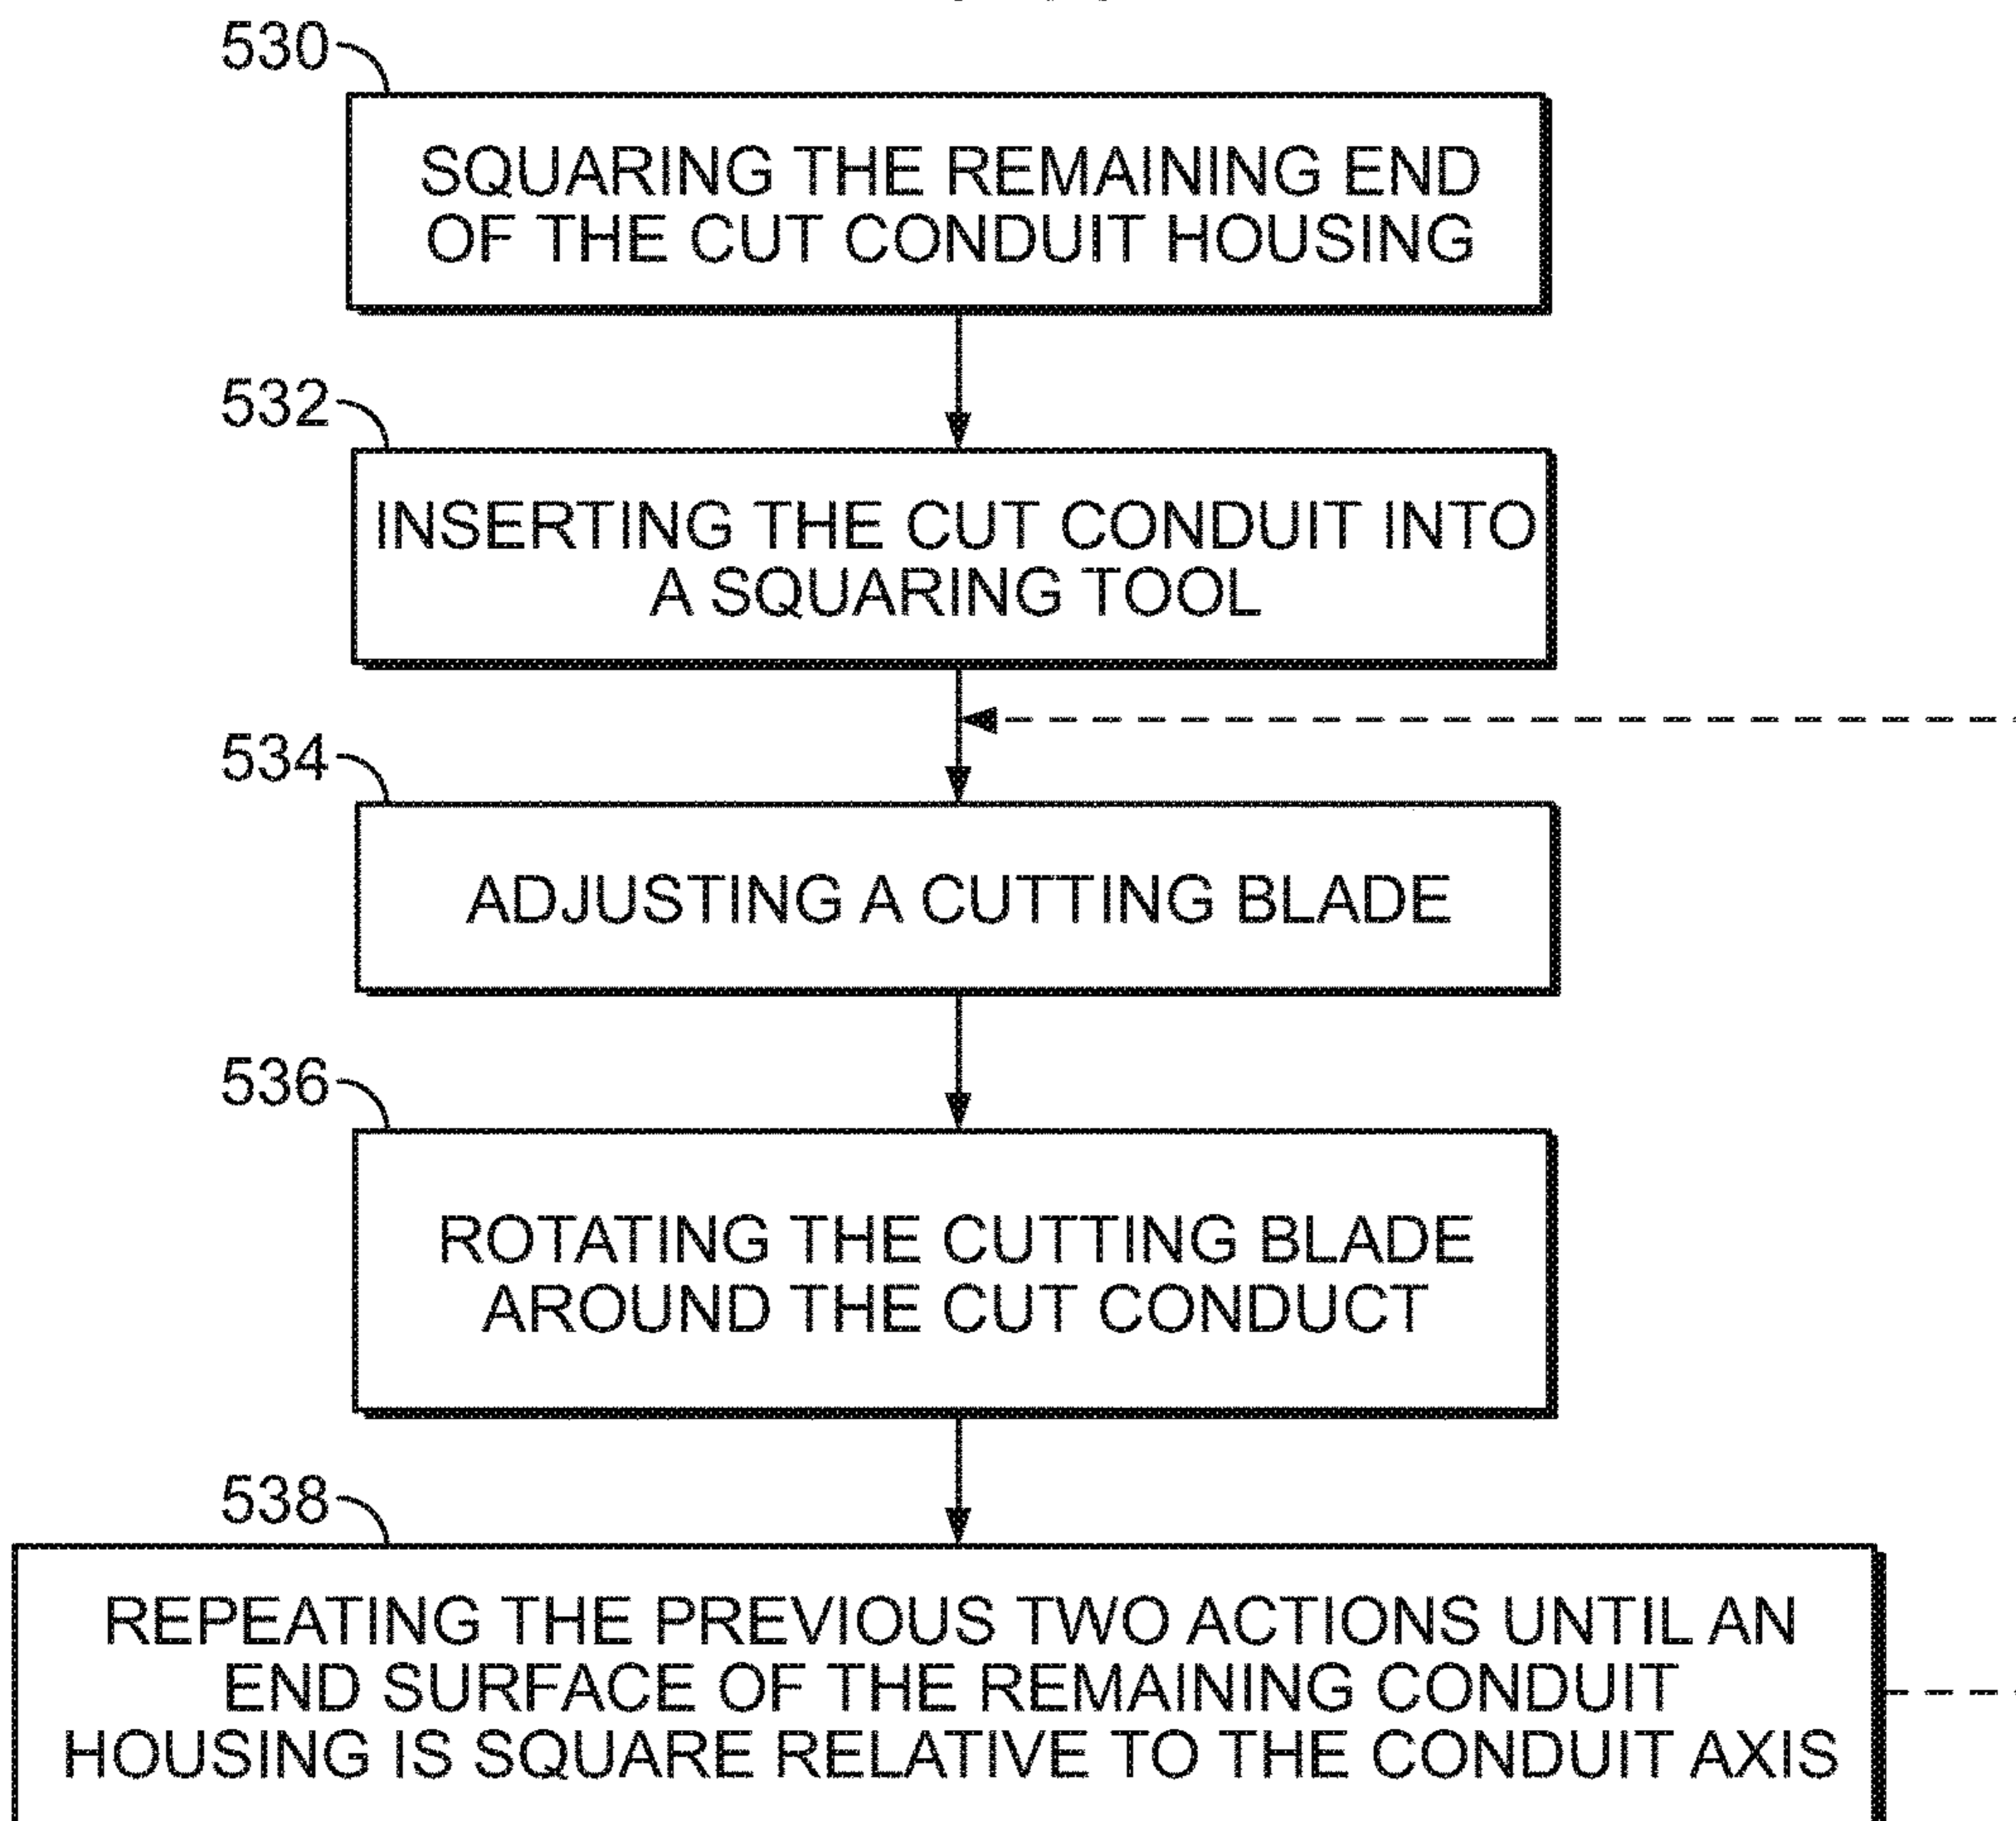 530
SQUARING THE REMAINING END
OF THE CUT CONDUIT HOUSING
532
INSERTING THE CUT CONDUIT INTO
A SQUARING TOOL
534
ADJUSTING A CUTTING BLADE
536
ROTATING THE CUTTING BLADE
AROUND THE CUT CONDUCT
538
REPEATING THE PREVIOUS TWO ACTIONS UNTIL AN
END SURFACE OF THE REMAINING CONDUIT
HOUSING IS SQUARE RELATIVE TO THE CONDUIT AXIS